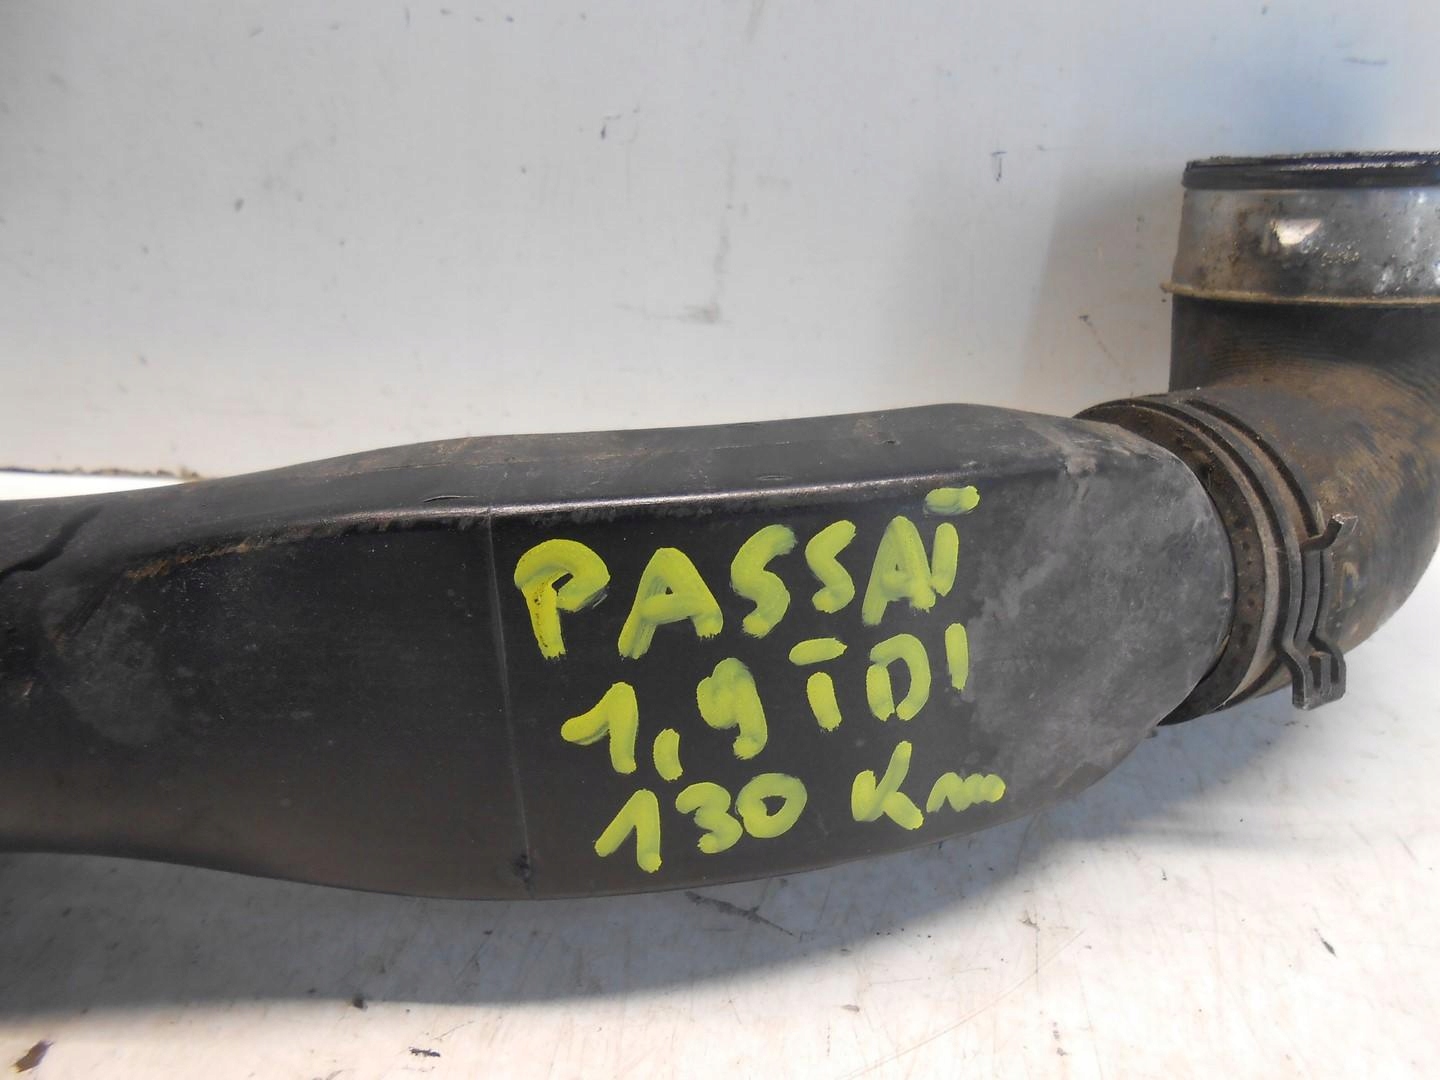 PASSAT
1,9 TDI
130 Km